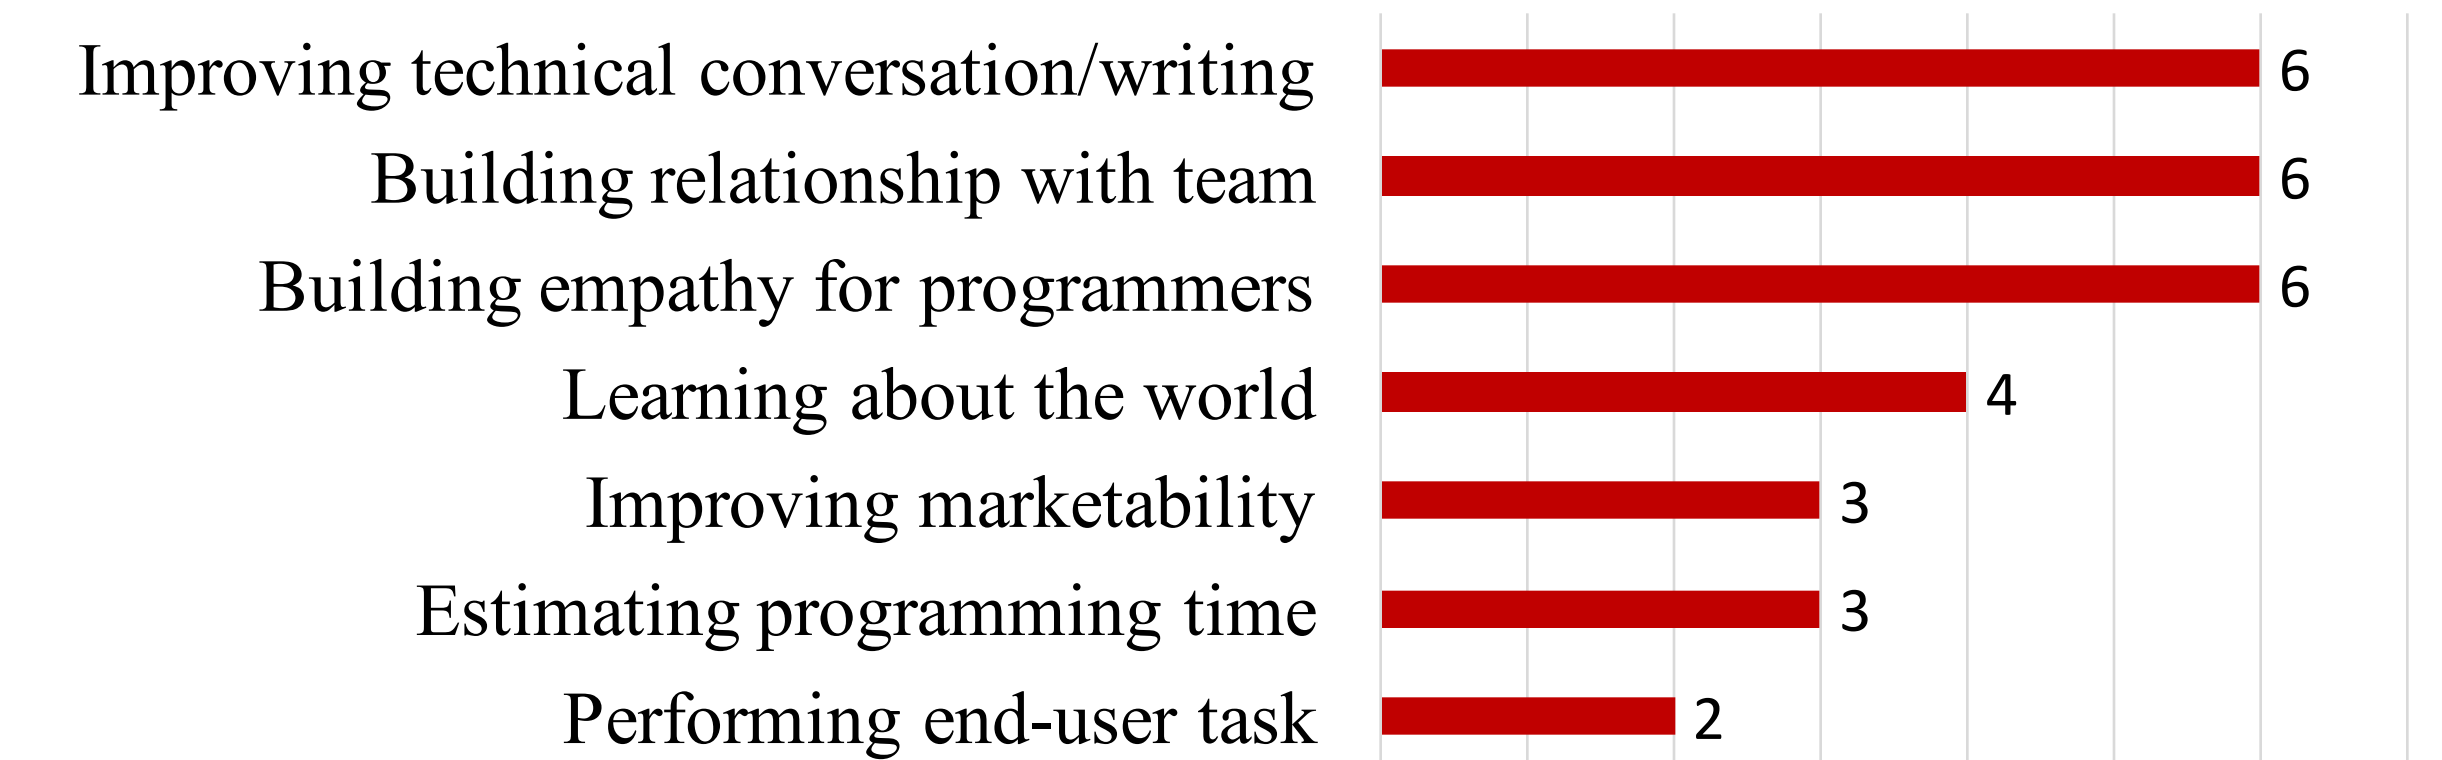 Improving technical conversation/writing 6
Building relationship with team 6
Building empathy for programmers 6
Learning about the world 4
Improving marketability 3
Estimating programming time 3
Performing end-user task 2